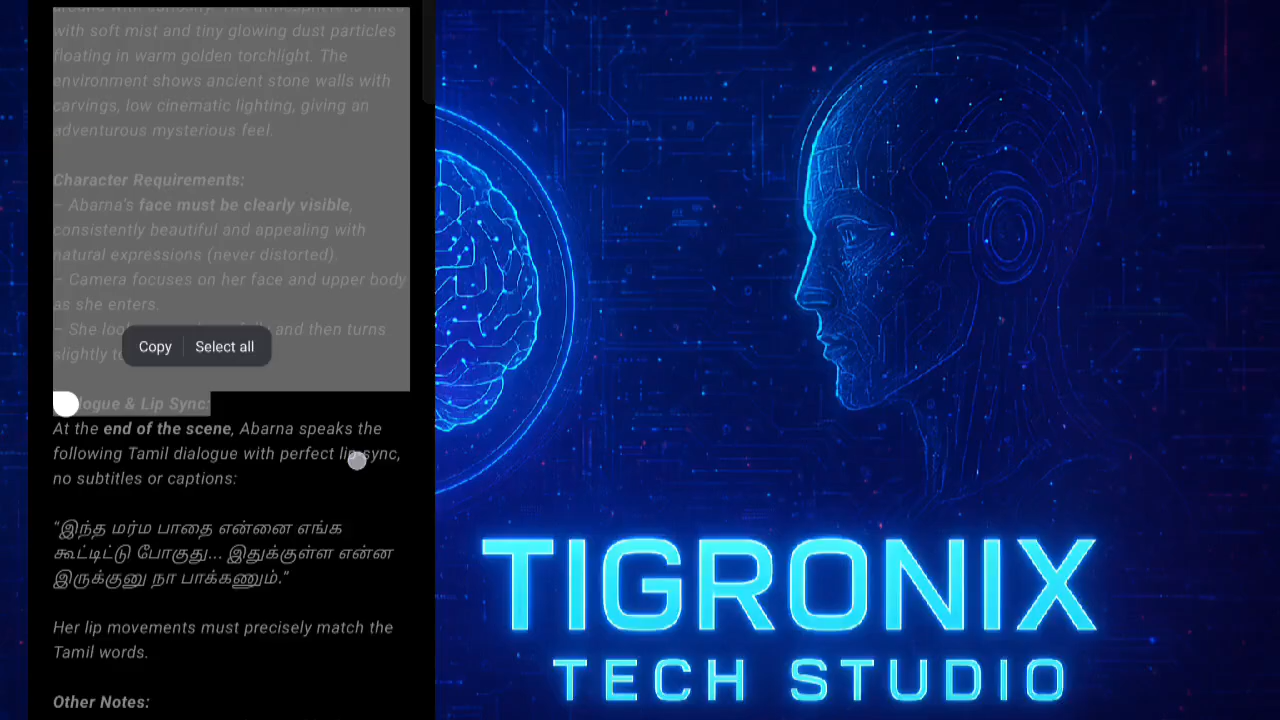 with soft mist and tiny glowing dust particles
floating in warm golden torchlight. The
environment shows ancient stone walls with
carvings, low cinematic lighting, giving an
adventurous mysterious feel.
Character Requirements:
– Abarna's face must be clearly visible,
consistently beautiful and appealing with
natural expressions (never distorted).
– Camera focuses on her face and upper body
as she enters.
– She and then turns
slightly
Copy Select all
& Lip Sync:
At the end of the scene, Abarna speaks the
following Tamil dialogue with perfect lip sync,
no subtitles or captions:
“இந்த மர்ம பாதை என்னை எங்க
கூட்டிட்டு போகுது... இதுக்குள்ள என்ன
இருக்குனு நா பாக்கணும்.”
Her lip movements must precisely match the
Tamil words.
Other Notes:
TIGRONIX
TECH STUDIO